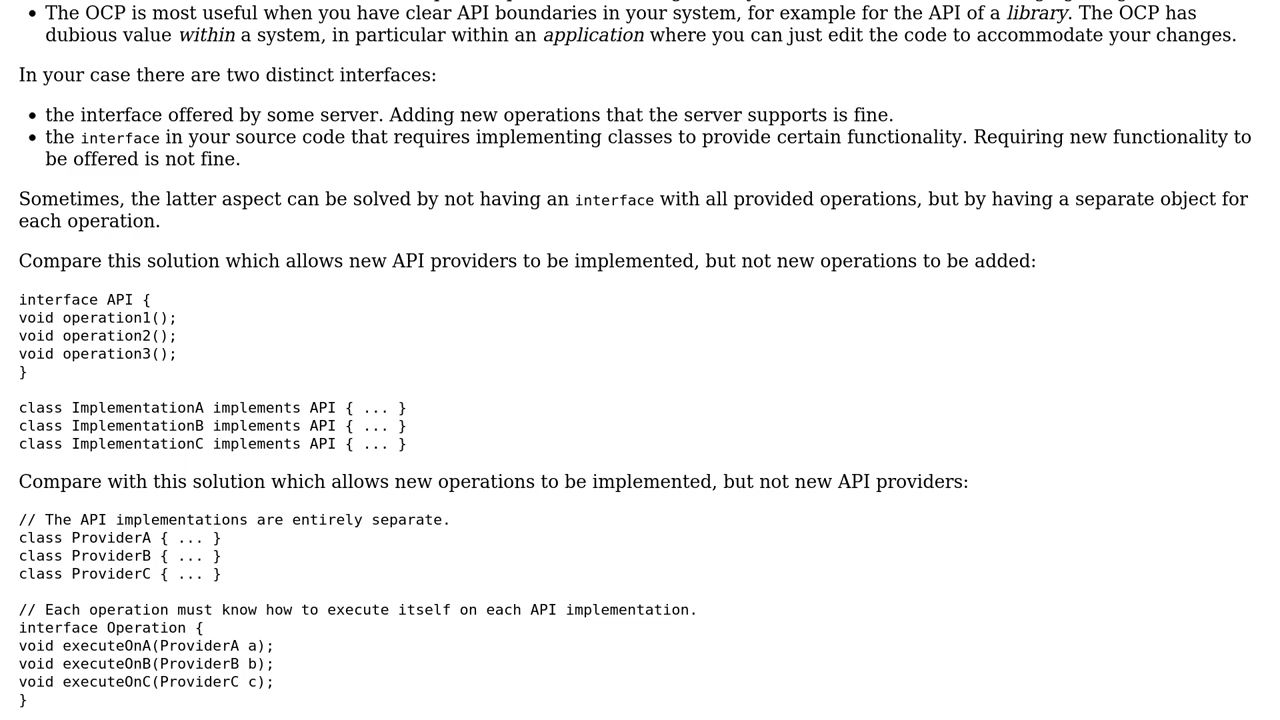 • The OCP is most useful when you have clear API boundaries in your system, for example for the API of a library. The OCP has
dubious value within a system, in particular within an application where you can just edit the code to accommodate your changes.
In your case there are two distinct interfaces:
• the interface offered by some server. Adding new operations that the server supports is fine.
• the interface in your source code that requires implementing classes to provide certain functionality. Requiring new functionality to
be offered is not fine.
Sometimes, the latter aspect can be solved by not having an interface with all provided operations, but by having a separate object for
each operation.
Compare this solution which allows new API providers to be implemented, but not new operations to be added:
interface API {
void operation1();
void operation2();
void operation3();
}
class ImplementationA implements API { ... }
class ImplementationB implements API { ... }
class ImplementationC implements API { ... }
Compare with this solution which allows new operations to be implemented, but not new API providers:
// The API implementations are entirely separate.
class ProviderA { ... }
class ProviderB { ... }
class ProviderC { ... }
// Each operation must know how to execute itself on each API implementation.
interface Operation {
void executeOnA(ProviderA a);
void executeOnB(ProviderB b);
void executeOnC(ProviderC c);
}